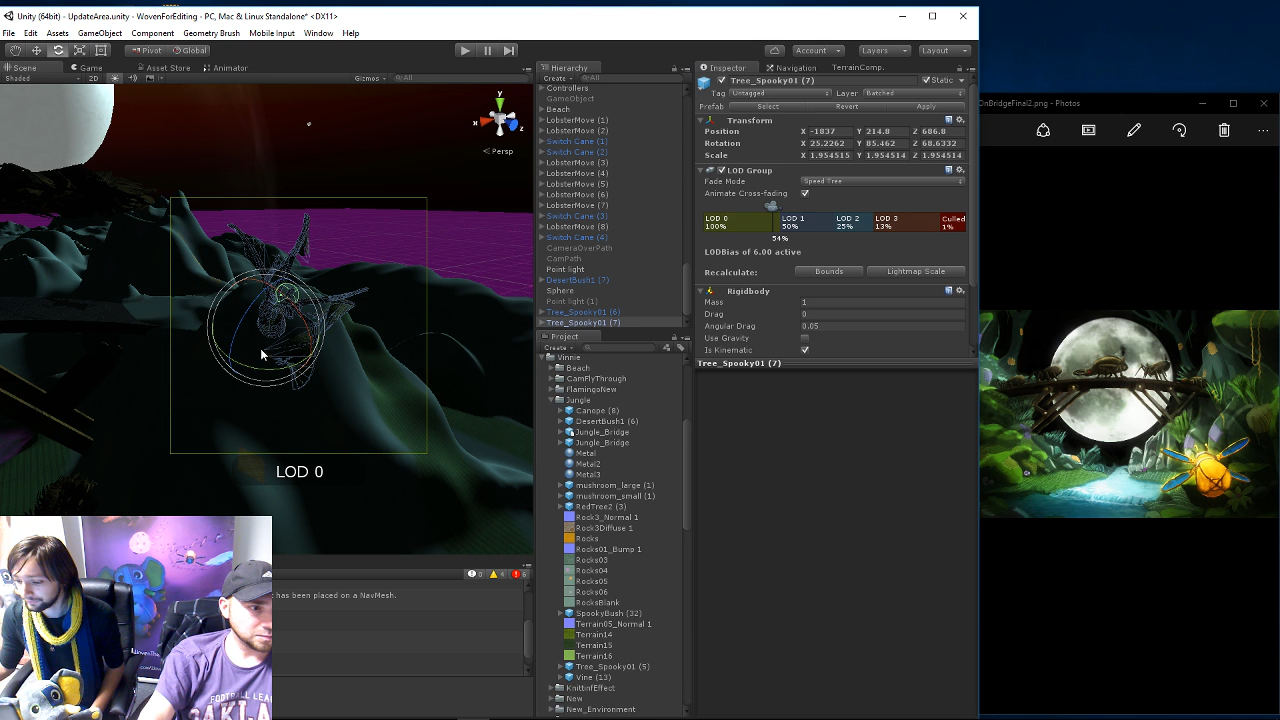 Unity (64bit) - UpdateArea.unity - WovenForEditing - PC, Mac & Linux Standalone* <DX11>
File Edit Assets GameObject Component Geometry Brush Mobile Input Window Help
Pivot Global Account Layers Layout
Scene Game Asset Store Animator
Shaded 2D Gizmos All
y
x
z
Persp
LOD 0
0 4 6
t has been placed on a NavMesh.
Hierarchy
Create All
Controllers
GameObject
Beach
LobsterMove (1)
LobsterMove (2)
Switch Cane (1)
Switch Cane (2)
LobsterMove (3)
LobsterMove (4)
LobsterMove (5)
LobsterMove (6)
LobsterMove (7)
Switch Cane (3)
LobsterMove (8)
Switch Cane (4)
CameraOverPath
CamPath
Point light
DesertBush1 (7)
Sphere
Point light (1)
Tree_Spooky01 (6)
Tree_Spooky01 (7)
Project
Create
Vinnie
Beach
CamFlyThrough
FlamingoNew
Jungle
Canope (8)
DesertBush1 (6)
Jungle_Bridge
Jungle_Bridge
Metal
Metal2
Metal3
mushroom_large (1)
mushroom_small (1)
RedTree2 (3)
Rock3_Normal 1
Rock3Diffuse 1
Rocks
Rocks01_Bump 1
Rocks03
Rocks04
Rocks05
Rocks06
RocksBlank
SpookyBush (32)
Terrain05_Normal 1
Terrain14
Terrain15
Terrain16
Tree_Spooky01 (5)
Vine (13)
KnittinfEffect
New
New_Environment
Inspector Navigation TerrainComp.
Tree_Spooky01 (7) Static
Tag Untagged Layer Batched
Prefab Select Revert Apply
Transform
Position X -1837 Y 214.8 Z 686.8
Rotation X 25.2262 Y 85.462 Z 68.6332
Scale X 1.954515 Y 1.954514 Z 1.954514
LOD Group
Fade Mode Speed Tree
Animate Cross-fading
LOD 0 LOD 1 LOD 2 LOD 3 Culled
100% 50% 25% 13% 1%
54%
LODBias of 6.00 active
Recalculate: Bounds Lightmap Scale
Rigidbody
Mass 1
Drag 0
Angular Drag 0.05
Use Gravity
Is Kinematic
Tree_Spooky01 (7)
OnBridgeFinal2.png - Photos
FOOTBALL LEAG
OAKLA